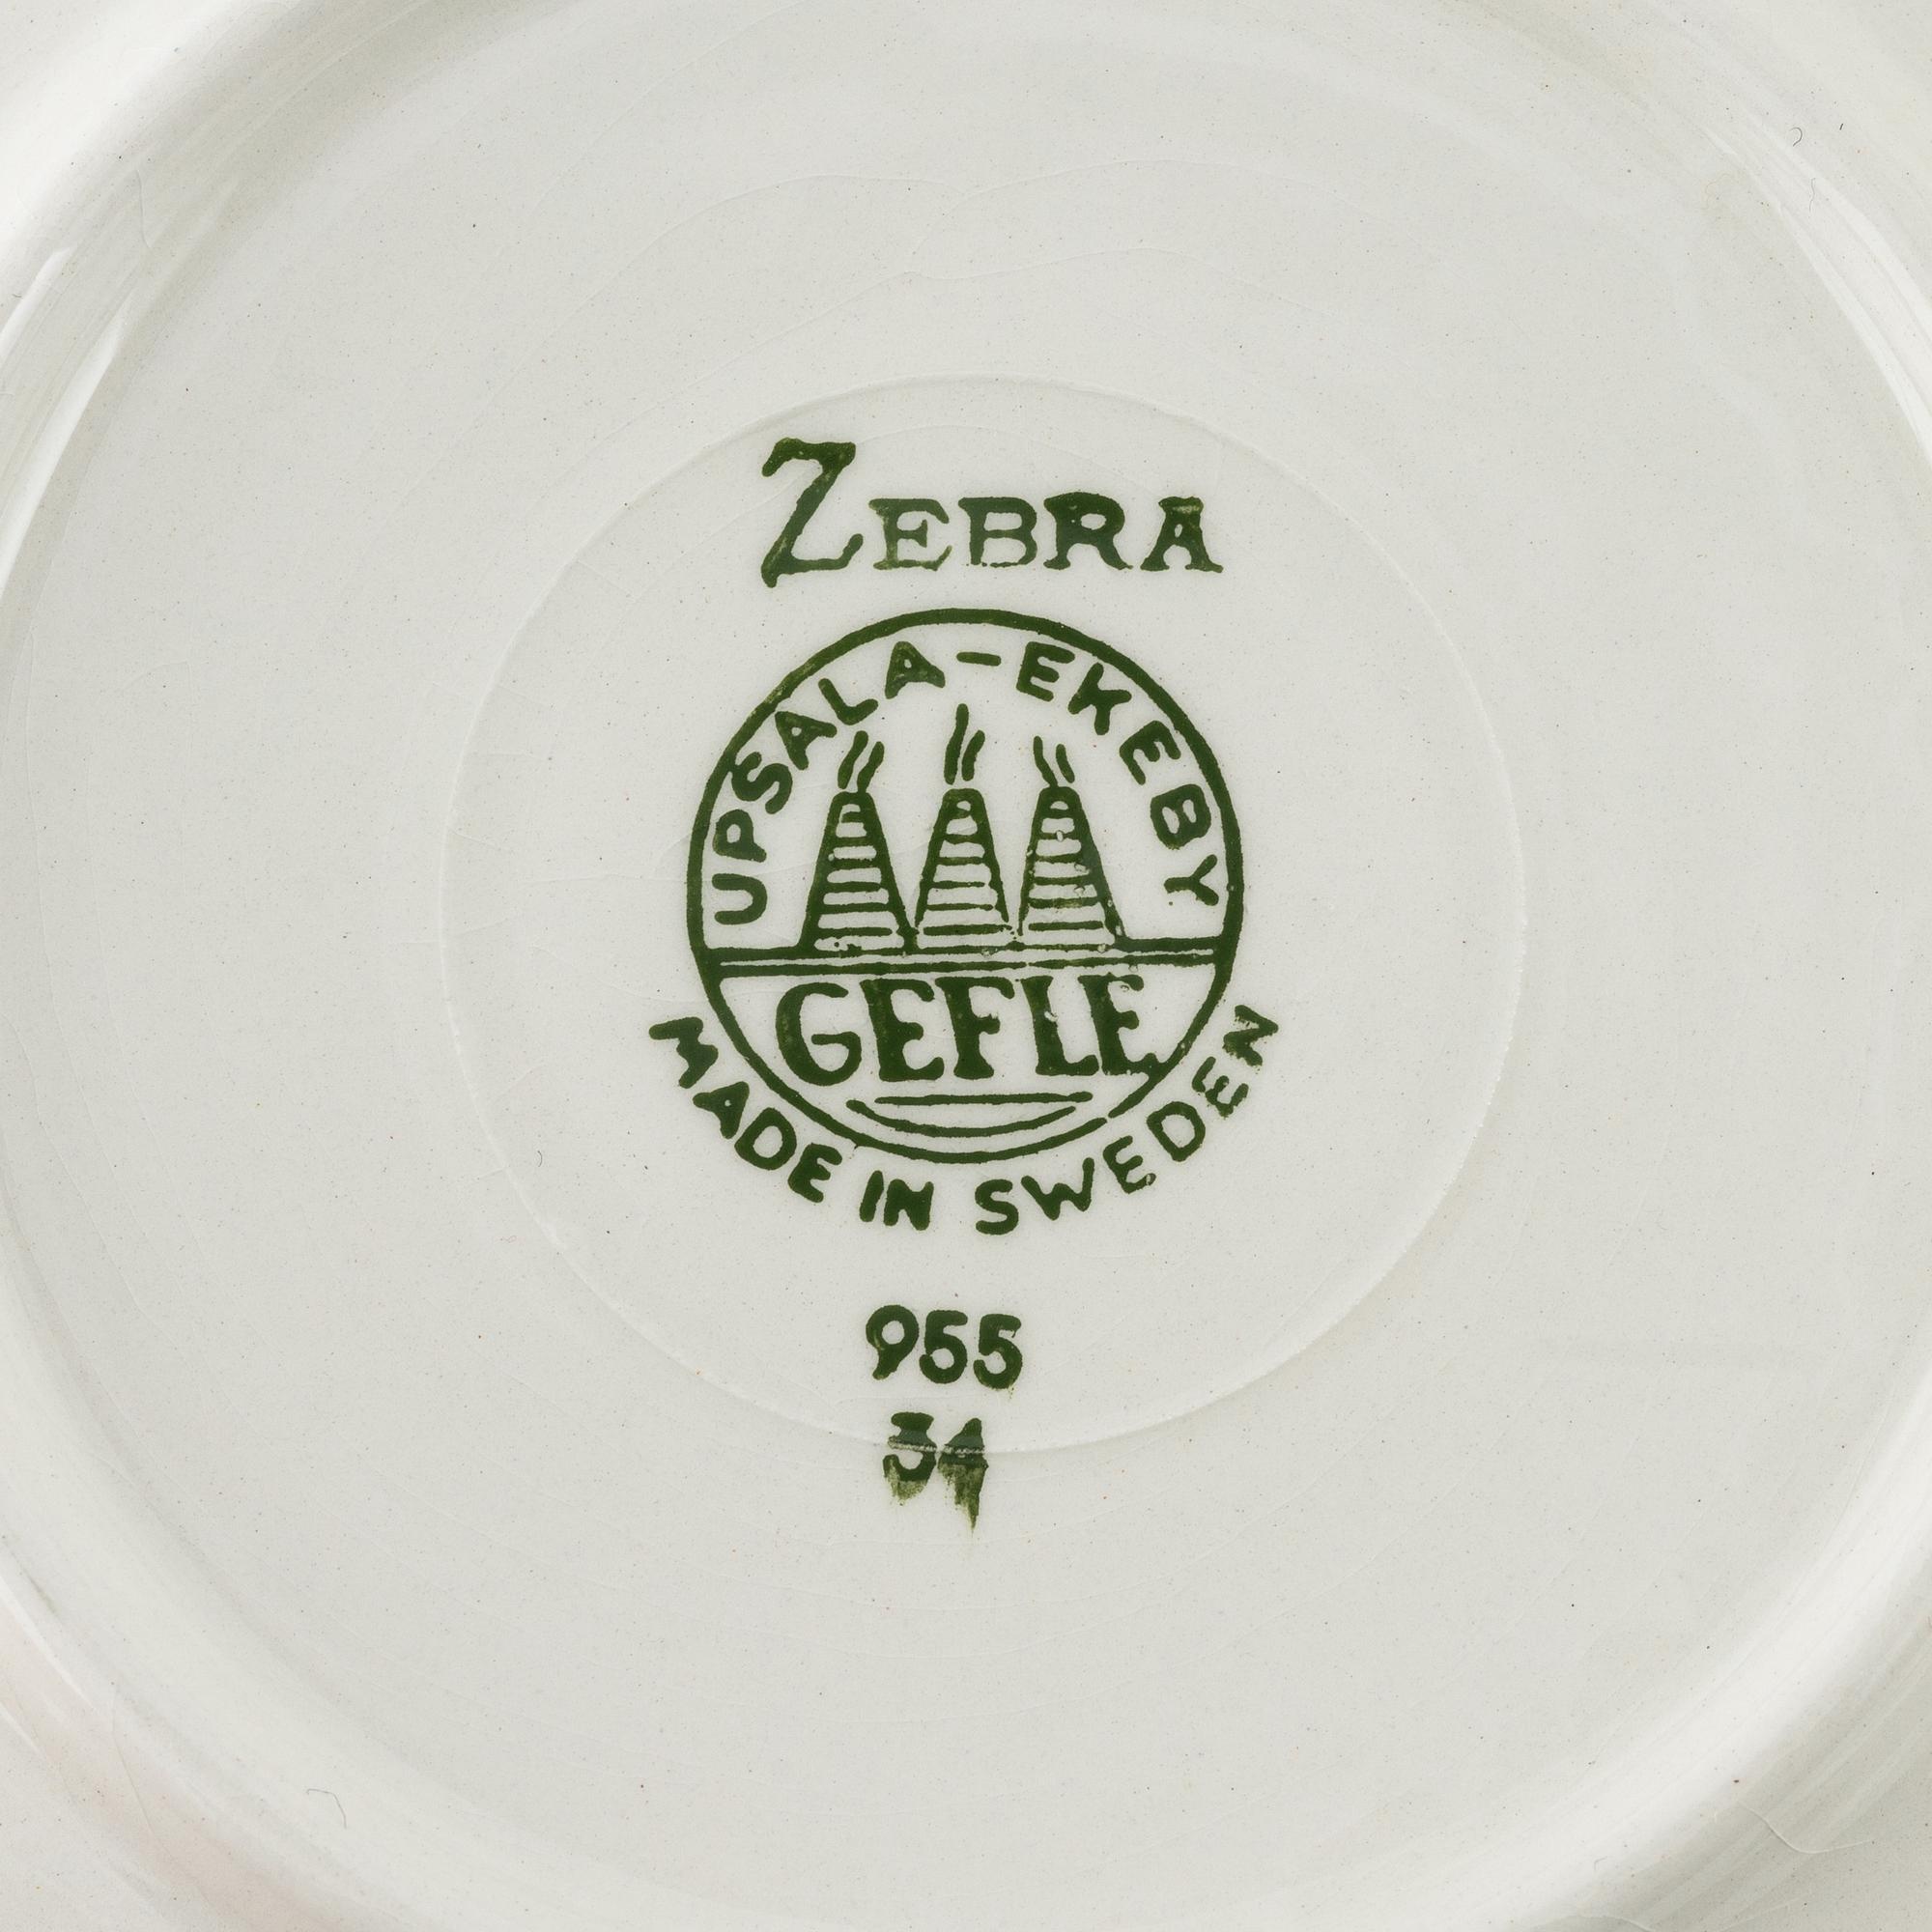 ZEBRA
UPSALA-EKEBY
GEFLE
MADE IN SWEDEN
955
34